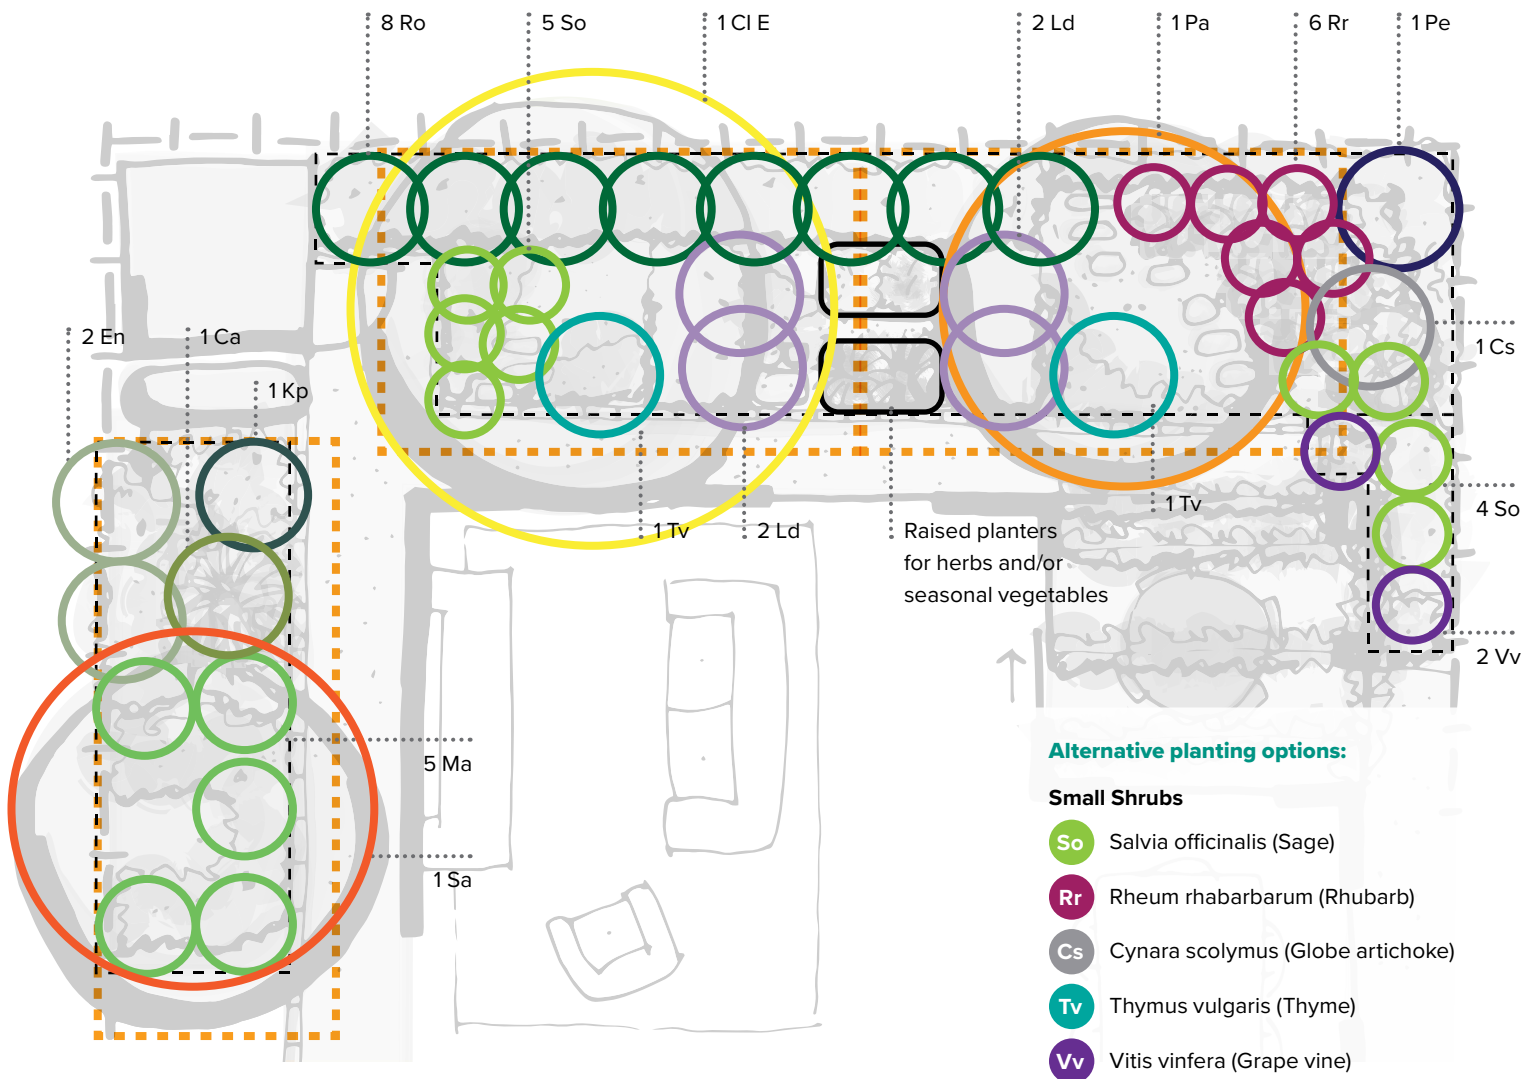 8 Ro
5 So
1 Cl E
2 Ld
1 Pa
6 Rr
1 Pe
2 En
1 Ca
1 Kp
1 Cs
1 Tv
2 Ld
Raised planters
for herbs and/or
seasonal vegetables
1 Tv
4 So
2 Vv
5 Ma
1 Sa
Alternative planting options:
Small Shrubs
So Salvia officinalis (Sage)
Rr Rheum rhabarbarum (Rhubarb)
Cs Cynara scolymus (Globe artichoke)
Tv Thymus vulgaris (Thyme)
Vv Vitis vinfera (Grape vine)